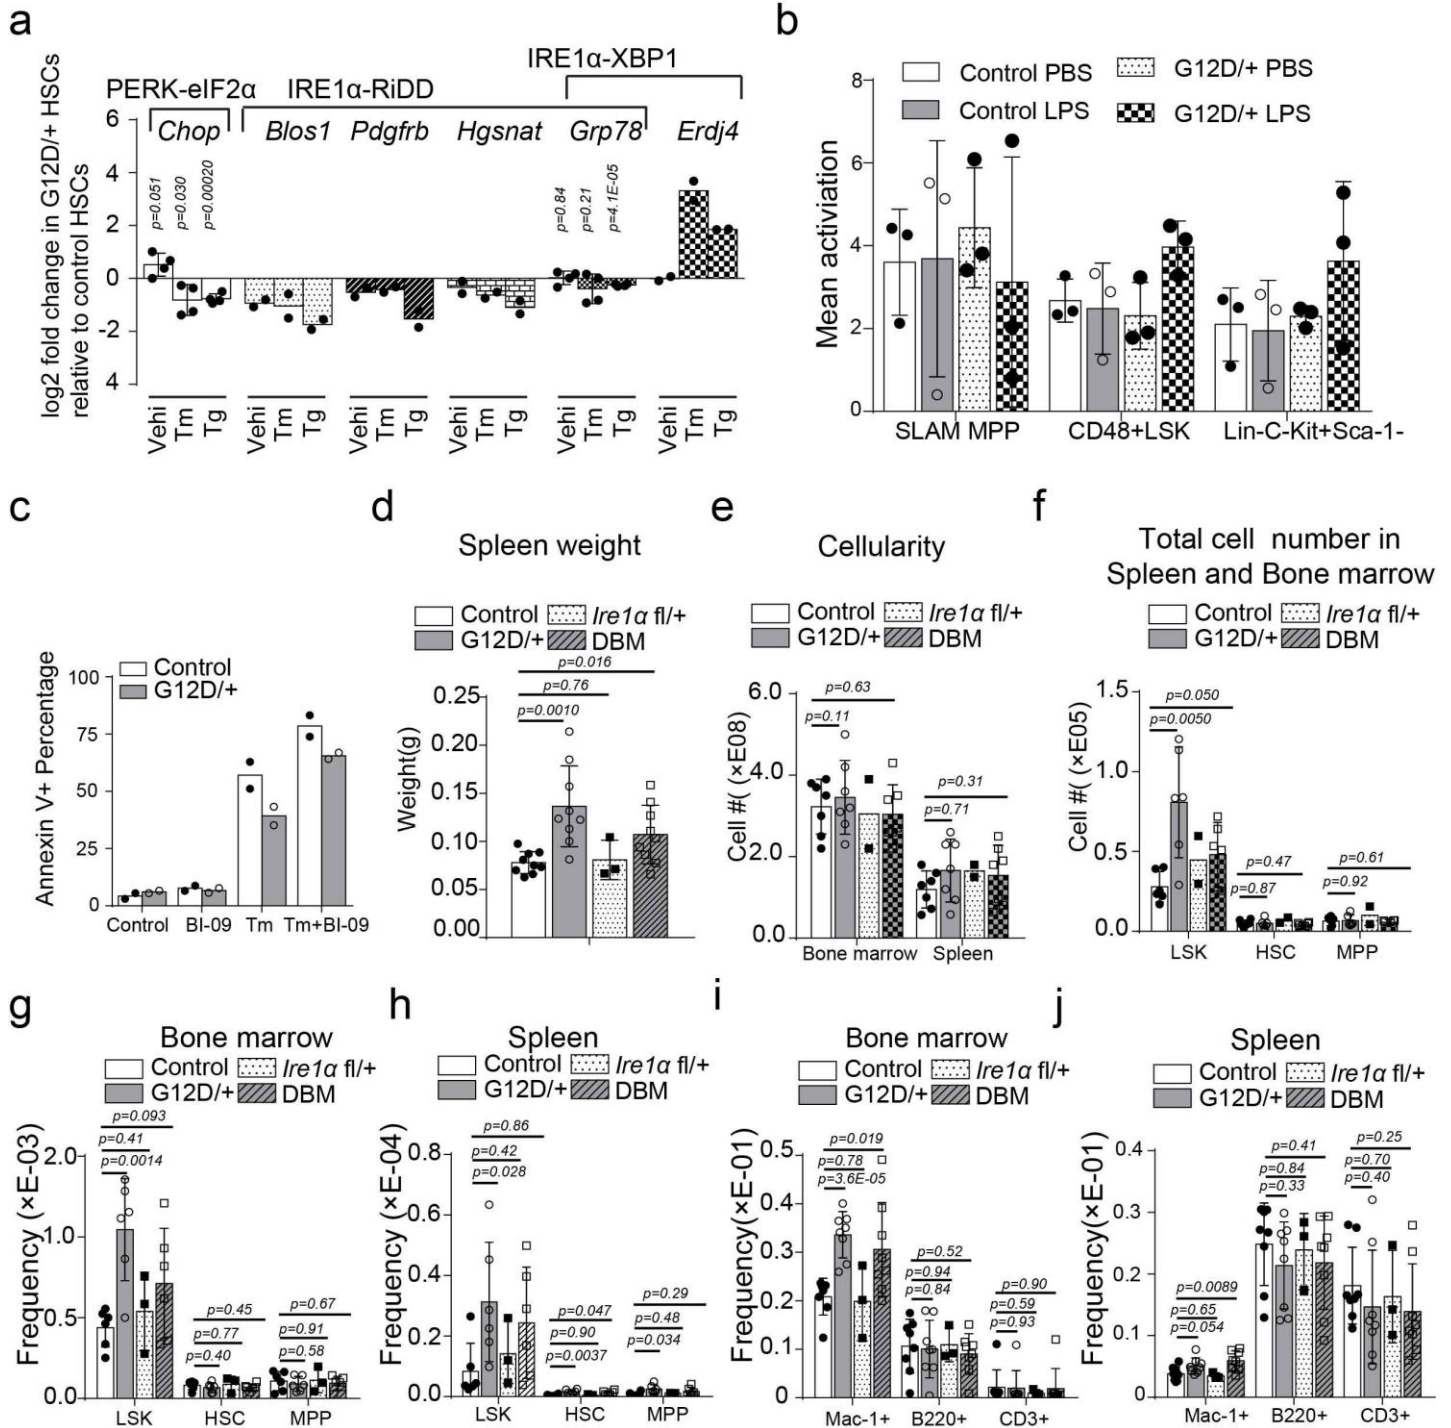 a
IRE1α-XBP1
PERK-eIF2α IRE1α-RiDD
Chop Blos1 Pdgfrb Hgsnat Grp78 Erdj4
log2 fold change in G12D/+ HSCs
relative to control HSCs
6
4
2
0
-2
4
p=0.051
p=0.030
p=0.00020
p=0.84
p=0.21
p=4.1E-05
Vehi Tm Tg Vehi Tm Tg Vehi Tm Tg Vehi Tm Tg Vehi Tm Tg Vehi Tm Tg
b
Control PBS G12D/+ PBS
Control LPS G12D/+ LPS
Mean activiation
8
6
4
2
0
SLAM MPP CD48+LSK Lin-C-Kit+Sca-1-
c
Control
G12D/+
Annexin V+ Percentage
100
75
50
25
0
Control BI-09 Tm Tm+BI-09
d
Spleen weight
Control Ire1α fl/+
G12D/+ DBM
p=0.016
p=0.76
p=0.0010
Weight(g)
0.25
0.20
0.15
0.10
0.05
0.00
e
Cellularity
Control Ire1α fl/+
G12D/+ DBM
p=0.63
p=0.11
p=0.31
p=0.71
Cell #( (×E08)
6.0
4.0
2.0
0.0
Bone marrow Spleen
f
Total cell number in
Spleen and Bone marrow
Control Ire1α fl/+
G12D/+ DBM
p=0.050
p=0.0050
p=0.47
p=0.87
p=0.61
p=0.92
Cell #( (×E05)
1.5
1.0
0.5
0.0
LSK HSC MPP
g
Bone marrow
Control Ire1α fl/+
G12D/+ DBM
p=0.093
p=0.41
p=0.0014
p=0.45
p=0.77
p=0.40
p=0.67
p=0.91
p=0.58
Frequency (×E-03)
2.0
1.0
0.5
0.0
LSK HSC MPP
h
Spleen
Control Ire1α fl/+
G12D/+ DBM
p=0.86
p=0.42
p=0.028
p=0.047
p=0.90
p=0.0037
p=0.29
p=0.48
p=0.034
Frequency (×E-04)
0.8
0.6
0.4
0.2
0.0
LSK HSC MPP
i
Bone marrow
Control Ire1α fl/+
G12D/+ DBM
p=0.019
p=0.78
p=3.6E-05
p=0.52
p=0.94
p=0.84
p=0.90
p=0.59
p=0.93
Frequency(×E-01)
0.5
0.4
0.3
0.2
0.1
0
Mac-1+ B220+ CD3+
j
Spleen
Control Ire1α fl/+
G12D/+ DBM
p=0.0089
p=0.65
p=0.054
p=0.41
p=0.84
p=0.33
p=0.25
p=0.70
p=0.40
Frequency(×E-01)
0.4
0.3
0.2
0.1
0
Mac-1+ B220+ CD3+